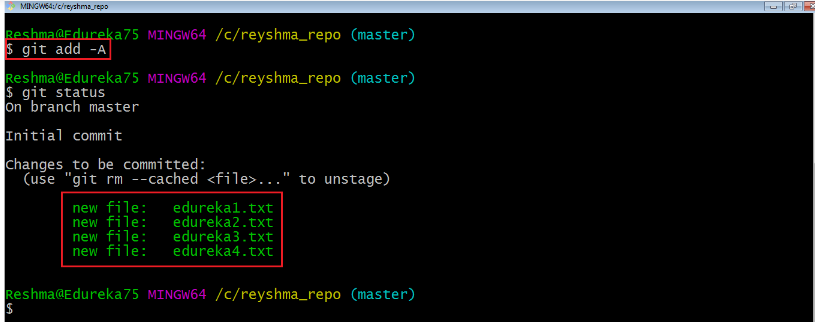 MINGW64:/c/reyshma_repo
Reshma@Edureka75 MINGW64 /c/reyshma_repo (master)
$ git add -A
Reshma@Edureka75 MINGW64 /c/reyshma_repo (master)
$ git status
On branch master
Initial commit
Changes to be committed:
(use "git rm --cached <file>..." to unstage)
new file: edureka1.txt
new file: edureka2.txt
new file: edureka3.txt
new file: edureka4.txt
Reshma@Edureka75 MINGW64 /c/reyshma_repo (master)
$